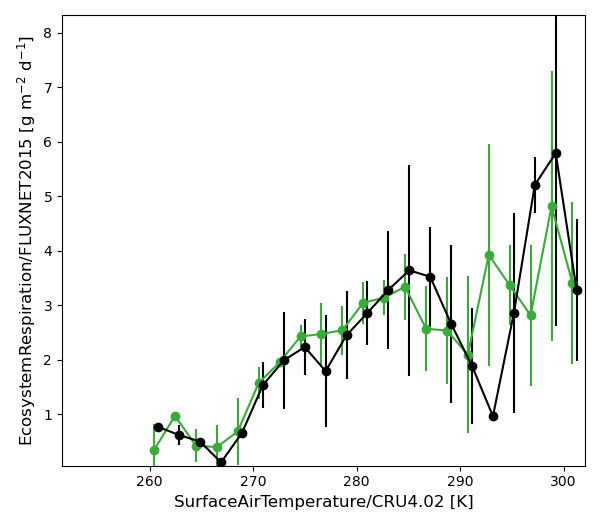 EcosystemRespiration/FLUXNET2015 [g m⁻² d⁻¹]
8
7
6
5
4
3
2
1
260 270 280 290 300
SurfaceAirTemperature/CRU4.02 [K]